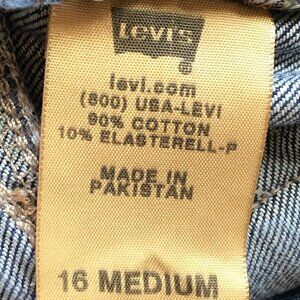 Levi's
®
levi.com
(800) USA-LEVI
90% COTTON
10% ELASTERELL-P
MADE IN
PAKISTAN
16 MEDIUM